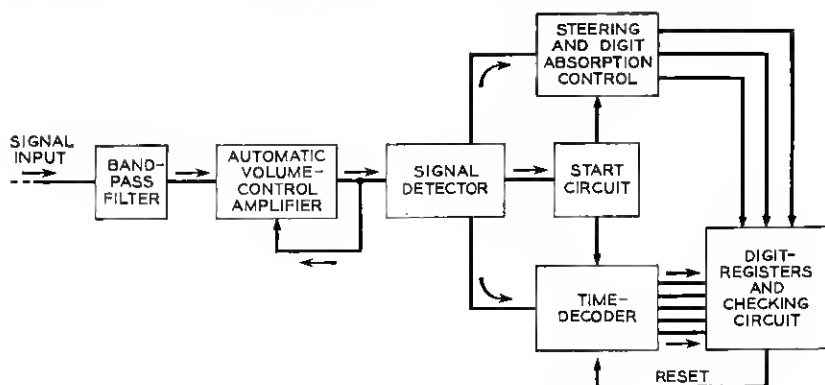 SIGNAL
INPUT
BAND-
PASS
FILTER
AUTOMATIC
VOLUME-
CONTROL
AMPLIFIER
SIGNAL
DETECTOR
STEERING
AND DIGIT
ABSORPTION
CONTROL
START
CIRCUIT
TIME-
DECODER
DIGIT-
REGISTERS
AND
CHECKING
CIRCUIT
RESET